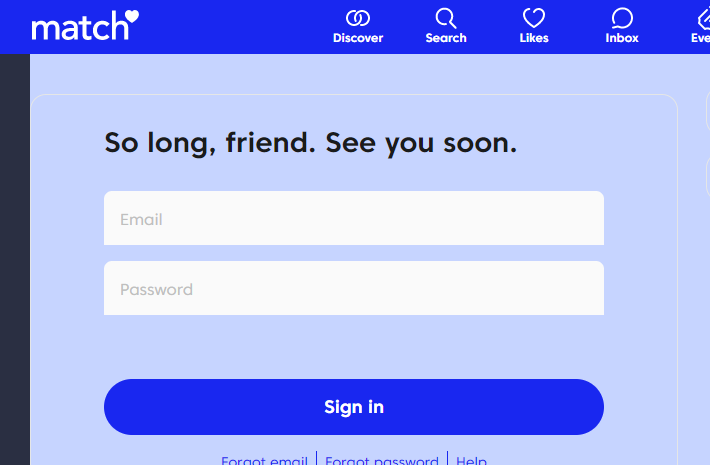 match
Discover Search Likes Inbox
So long, friend. See you soon.
Email
Password
Sign in
Forgot email Forgot password Help